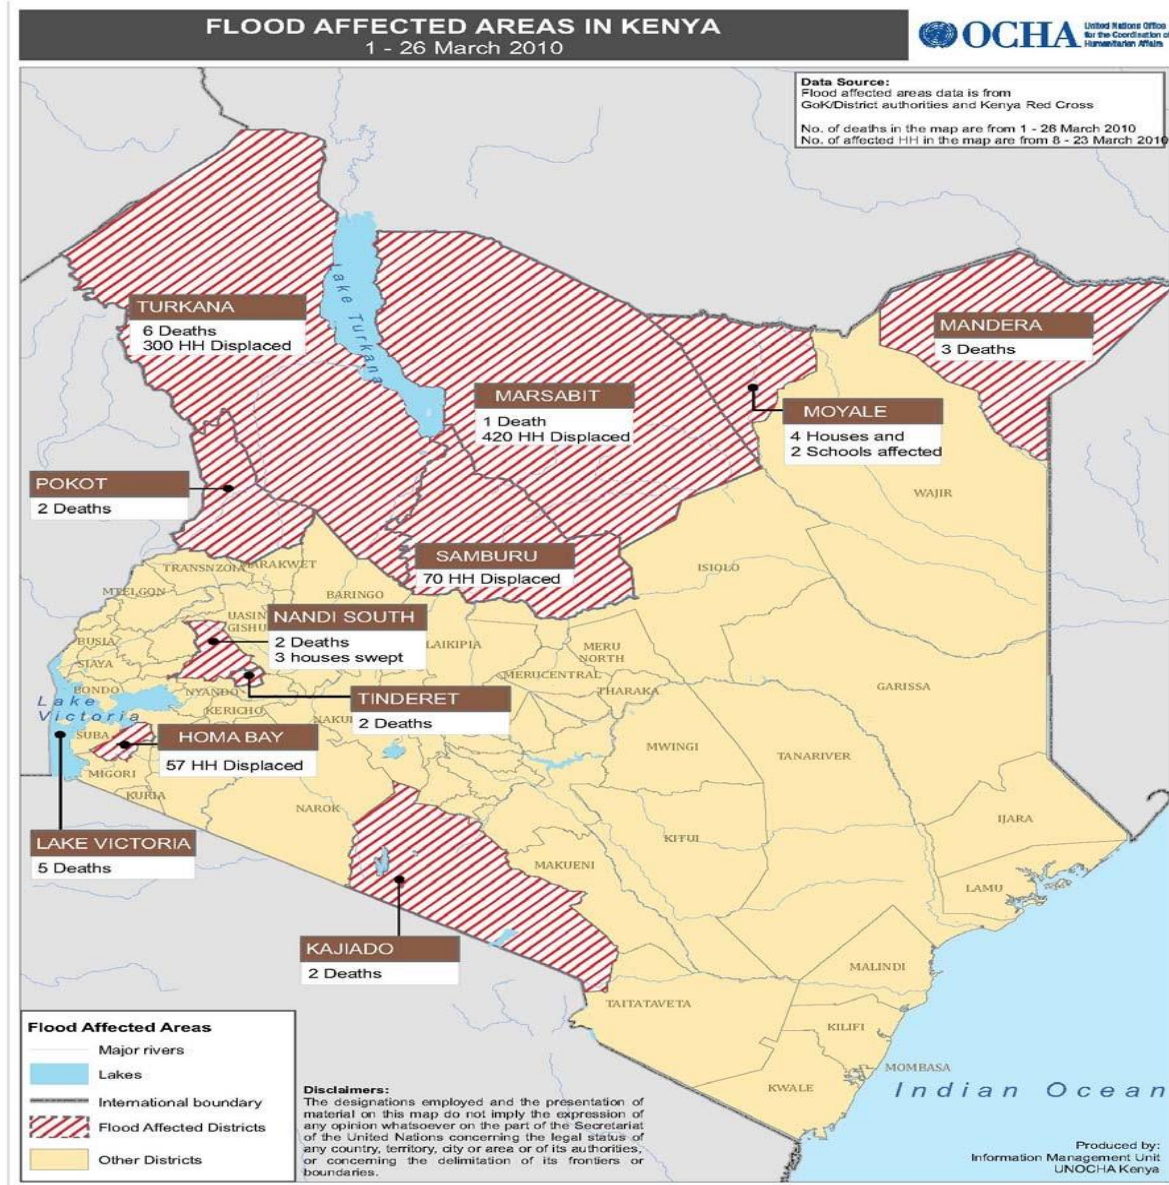 FLOOD AFFECTED AREAS IN KENYA
1 - 26 March 2010
OCHA
United Nations Office
for the Coordination of
Humanitarian Affairs
Data Source:
Flood affected areas data is from
GoK/District authorities and Kenya Red Cross
No. of deaths in the map are from 1 - 26 March 2010
No. of affected HH in the map are from 8 - 23 March 2010
Lake Turkana
TURKANA
6 Deaths
300 HH Displaced
MANDERA
3 Deaths
MARSABIT
1 Death
420 HH Displaced
MOYALE
4 Houses and
2 Schools affected
POKOT
2 Deaths
WAJIR
SAMBURU
70 HH Displaced
ISIOLO
TRANSNZOIA
MARAKWET
MTELGON
BARINGO
UASIN
GISHU
NANDI SOUTH
2 Deaths
3 houses swept
LAIKIPIA
BUSIA
SIAYA
MERU
NORTH
MERUCENTRAL
THARAKA
GARISSA
BONDO
NYANDO
KERICHO
TINDERET
2 Deaths
Lake
Victoria
SUBA
HOMA BAY
57 HH Displaced
MIGORI
KURIA
MWINGI
TANARIVER
NAROK
IJARA
KITUI
MAKUENI
LAKE VICTORIA
5 Deaths
LAMU
KAJIADO
2 Deaths
MALINDI
TAITATAVETA
KILIFI
MOMBASA
KWALE
Indian Ocean
Flood Affected Areas
Major rivers
Lakes
International boundary
Flood Affected Districts
Other Districts
Disclaimers:
The designations employed and the presentation of
material on this map do not imply the expression of
any opinion whatsoever on the part of the Secretariat
of the United Nations concerning the legal status of
any country, territory, city or area or of its authorities,
or concerning the delimitation of its frontiers or
boundaries.
Produced by:
Information Management Unit
UNOCHA Kenya